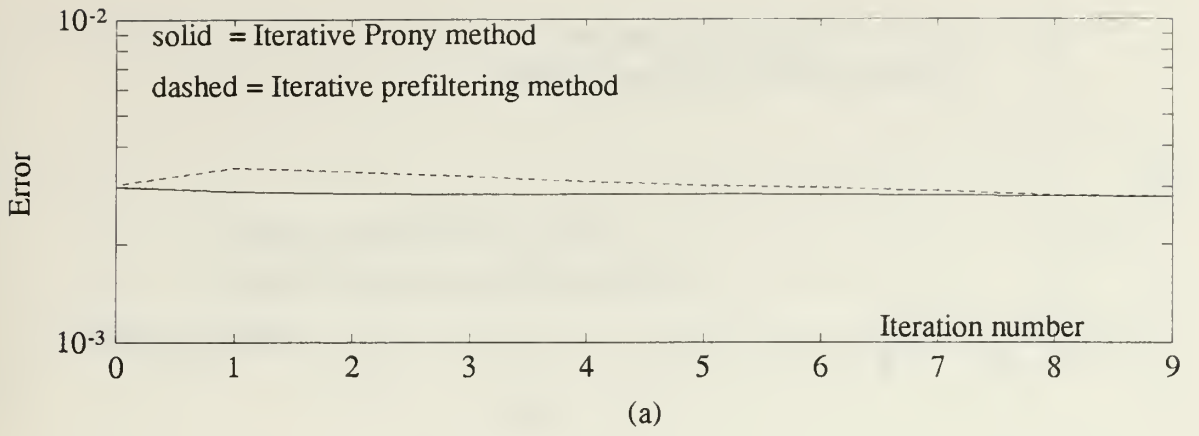 10-2
solid = Iterative Prony method
dashed = Iterative prefiltering method
Error
10-3
Iteration number
0 1 2 3 4 5 6 7 8 9
(a)